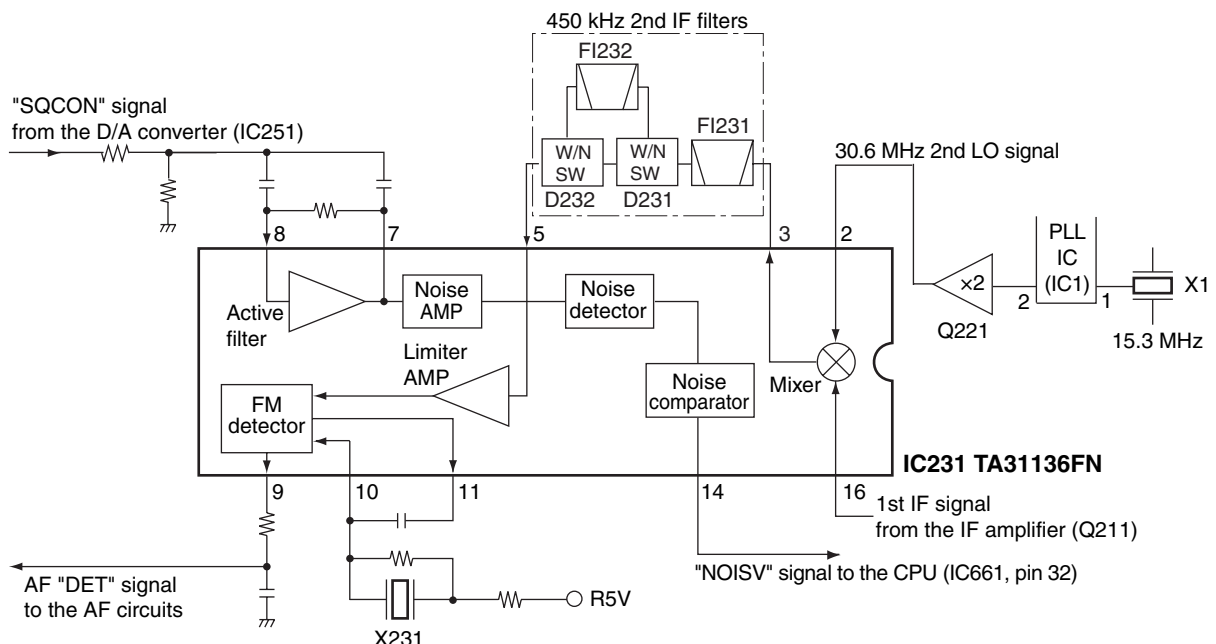 450 kHz 2nd IF filters
FI232
"SQCON" signal
from the D/A converter (IC251)
FI231
W/N
SW
W/N
SW
D232
D231
30.6 MHz 2nd LO signal
8
7
5
3
2
PLL
IC
(IC1)
×2
2
1
X1
Q221
15.3 MHz
Active
filter
Noise
AMP
Noise
detector
Limiter
AMP
Mixer
FM
detector
Noise
comparator
IC231 TA31136FN
9
10
11
14
16
1st IF signal
from the IF amplifier (Q211)
"NOISV" signal to the CPU (IC661, pin 32)
AF "DET" signal
to the AF circuits
R5V
X231